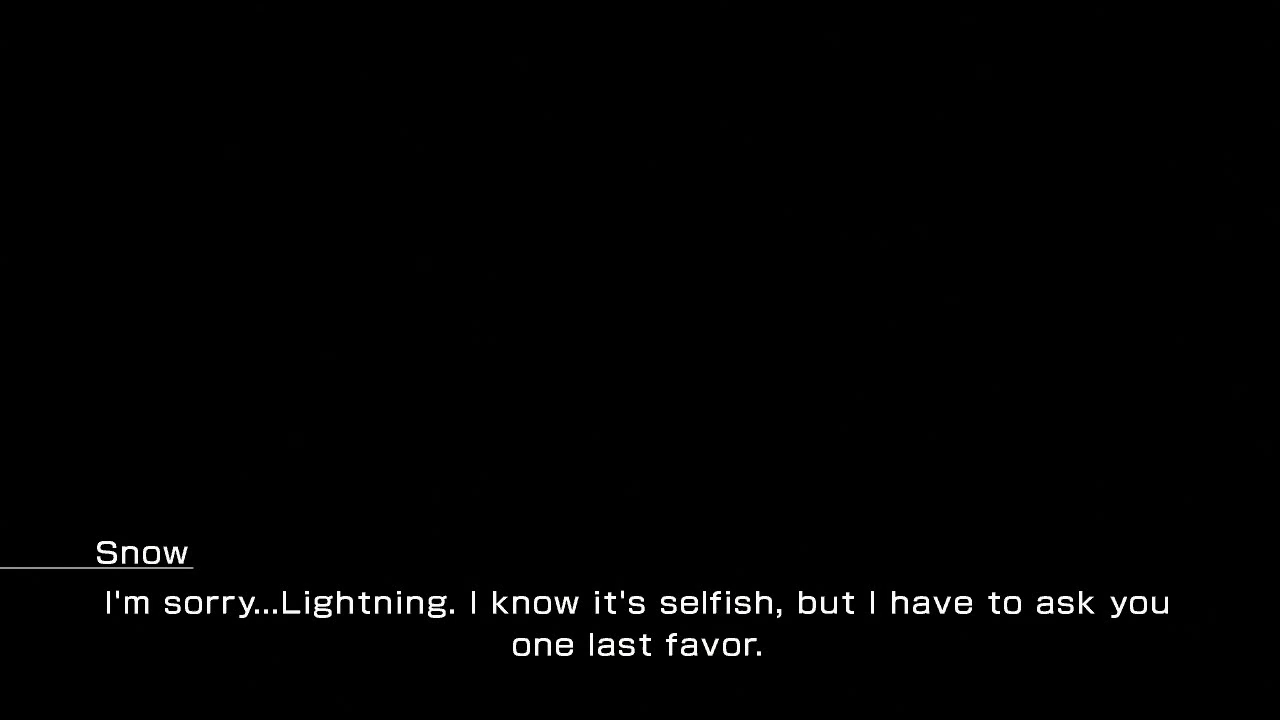 Snow
I'm sorry...Lightning. I know it's selfish, but I have to ask you
one last favor.